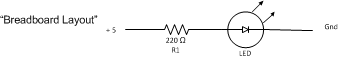 “Breadboard Layout”
+ 5
Gnd
220 Ω
R1
LED